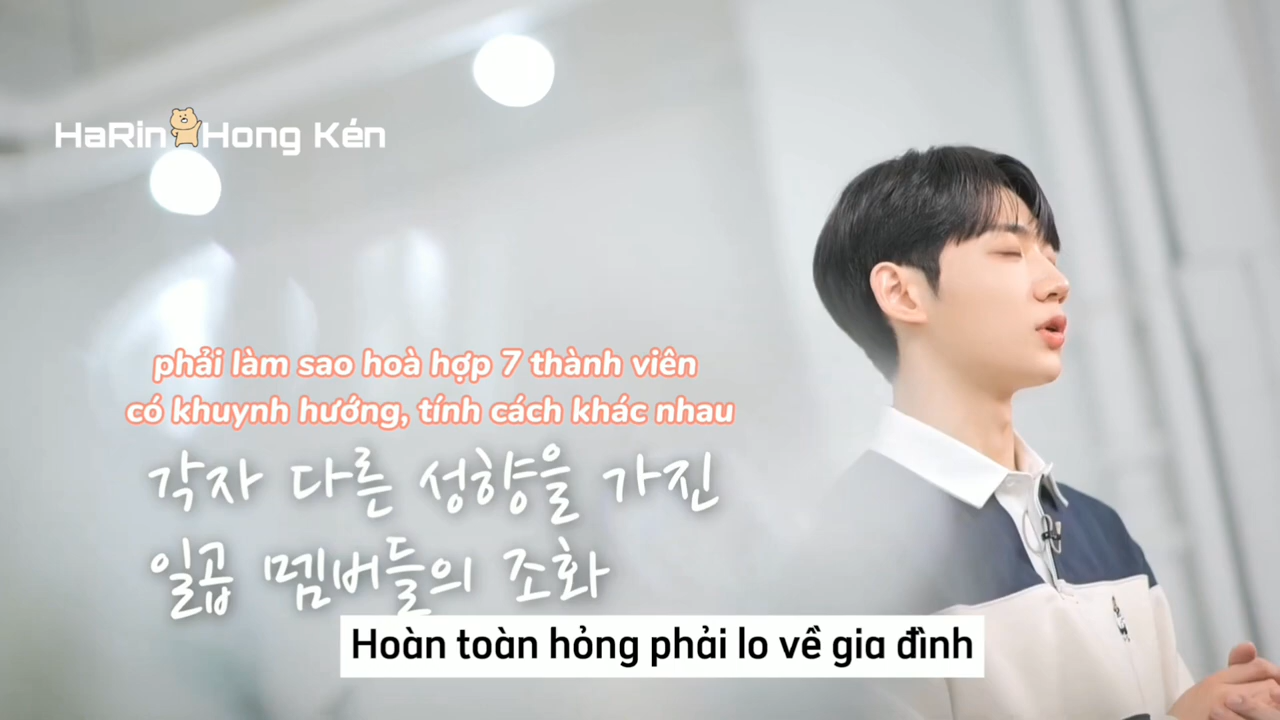 HaRin Hong Kén
phải làm sao hoà hợp 7 thành viên
có khuynh hướng, tính cách khác nhau
각자 다른 성향을 가진
일곱 멤버들의 조화
Hoàn toàn hỏng phải lo về gia đình